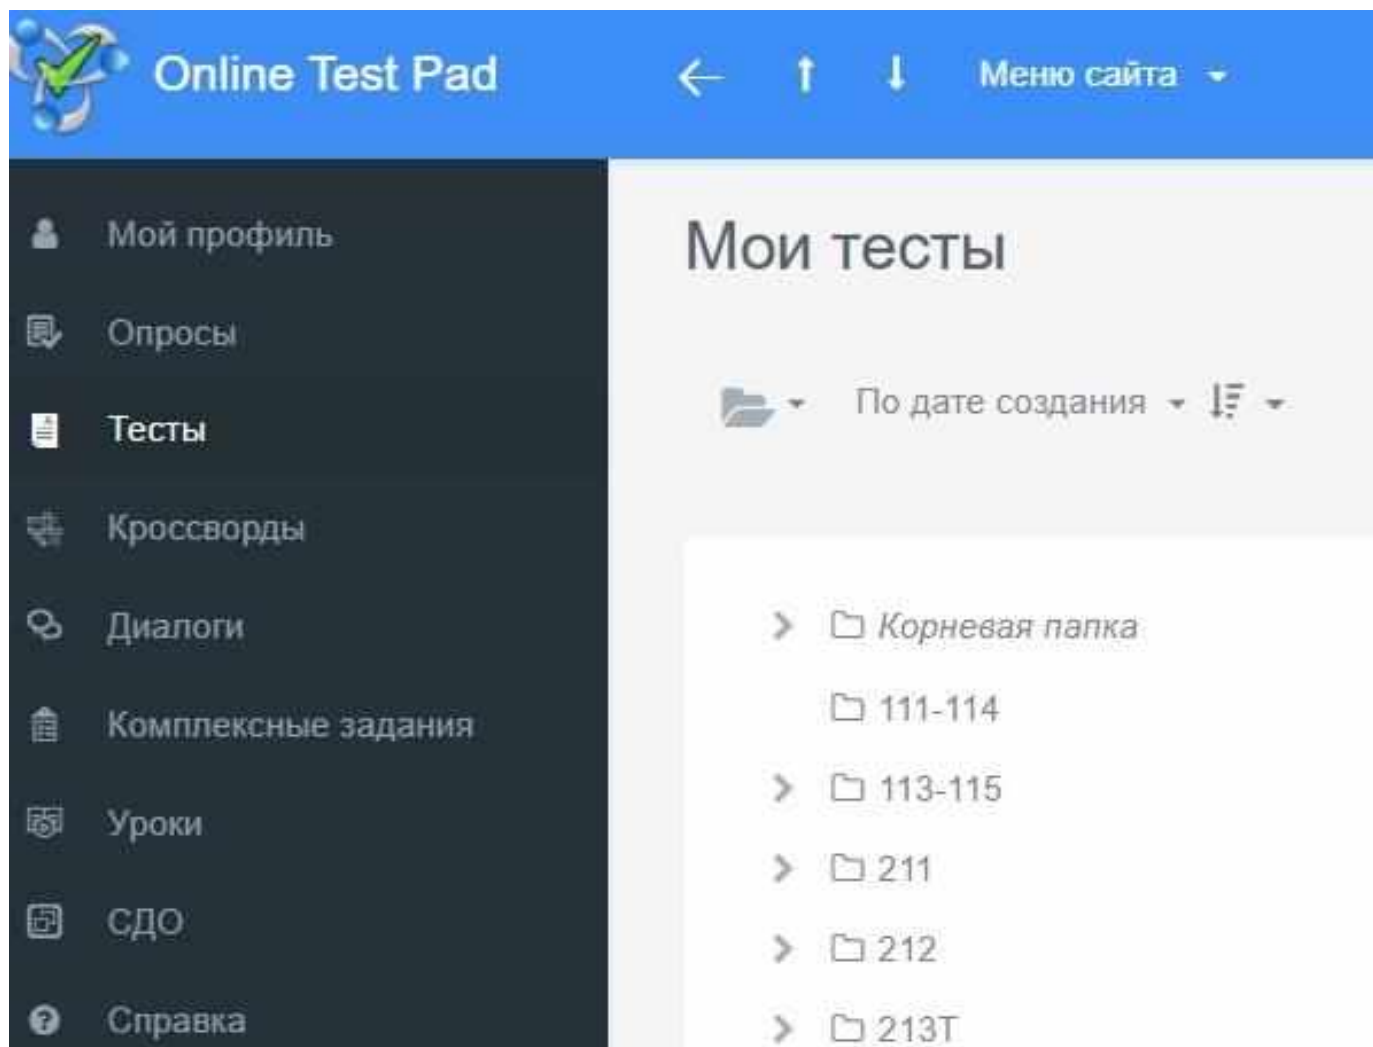 Online Test Pad
Меню сайта
Мой профиль
Опросы
Тесты
Кроссворды
Диалоги
Комплексные задания
Уроки
СДО
Справка
Мои тесты
По дате создания
Корневая папка
111-114
113-115
211
212
213Т